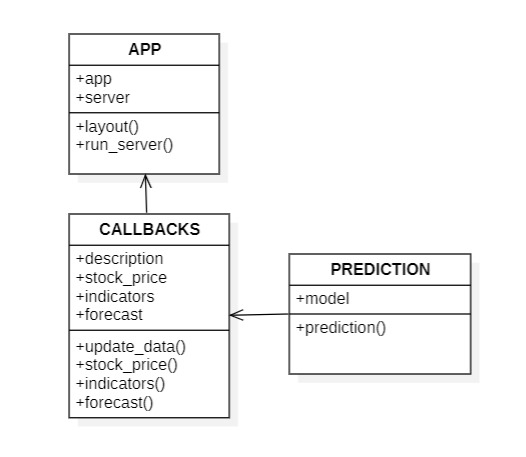 APP
+app
+server
+layout()
+run_server()
CALLBACKS
+description
+stock_price
+indicators
+forecast
+update_data()
+stock_price()
+indicators()
+forecast()
PREDICTION
+model
+prediction()